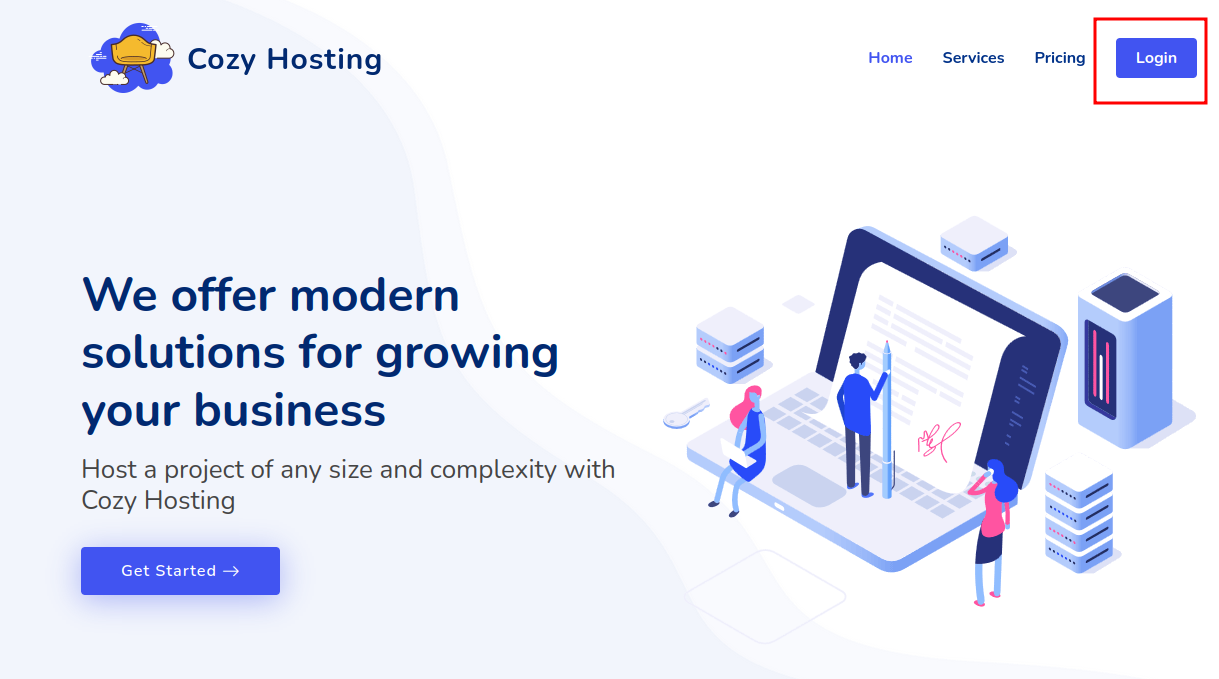 Cozy Hosting
Home Services Pricing Login
We offer modern
solutions for growing
your business
Host a project of any size and complexity with
Cozy Hosting
Get Started →